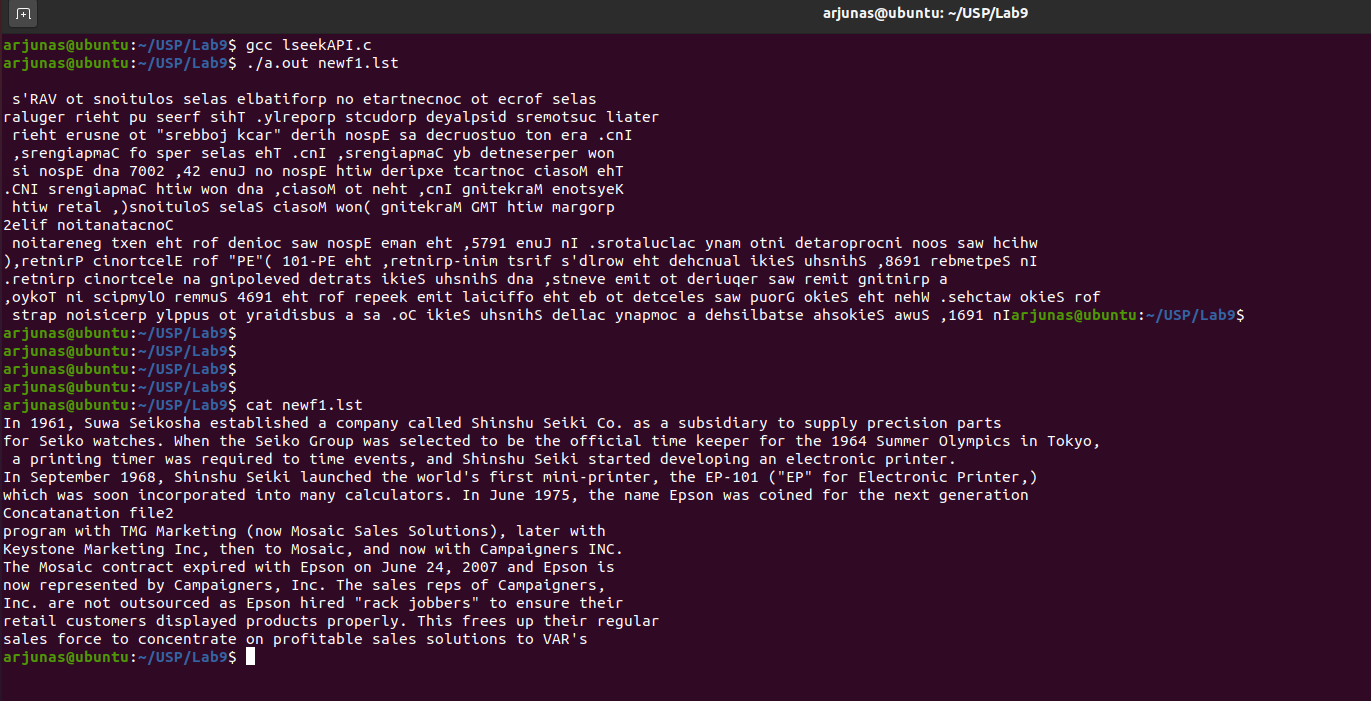 arjunas@ubuntu: ~/USP/Lab9
arjunas@ubuntu:~/USP/Lab9$ gcc lseekAPI.c
arjunas@ubuntu:~/USP/Lab9$ ./a.out newf1.lst
s'RAV ot snoitulos selas elbatiforp no etartnecnoc ot ecrof selas
raluger rieht pu seerf sihT .ylreporp stcudorp deyalpsid sremotsuc liater
rieht erusne ot "srebboj kcar" derih nospE sa decruostuo ton era .cnI
,srengiapmaC fo sper selas ehT .cnI ,srengiapmaC yb detneserper won
si nospE dna 7002 ,42 enuJ no nospE htiw deripxe tcartnoc ciasoM ehT
.CNI srengiapmaC htiw won dna ,ciasoM ot neht ,cnI gnitekraM enotsyeK
htiw retal ,)snoituloS selaS ciasoM won( gnitekraM GMT htiw margorp
2elif noitanatacnoC
noitareneg txen eht rof denioc saw nospE eman eht ,5791 enuJ nI .srotaluclac ynam otni detaroprocni noos saw hcihw
),retnirP cinortcelE rof "PE"( 101-PE eht ,retnirp-inim tsrif s'dlrow eht dehcnual ikieS uhsnihS ,8691 rebmetpeS nI
.retnirp cinortcele na gnipoleved detrats ikieS uhsnihS dna ,stneve emit ot deriuqer saw remit gnitnirp a
,oykoT ni scipmylO remmuS 4691 eht rof repeek emit laiciffo eht eb ot detceles saw puorG okieS eht nehW .sehctaw okieS rof
strap noisicerp ylppus ot yraidisbus a sa .oC ikieS uhsnihS dellac ynapmoc a dehsilbatse ahsokieS awuS ,1691 nIarjunas@ubuntu:~/USP/Lab9$
arjunas@ubuntu:~/USP/Lab9$
arjunas@ubuntu:~/USP/Lab9$
arjunas@ubuntu:~/USP/Lab9$
arjunas@ubuntu:~/USP/Lab9$
arjunas@ubuntu:~/USP/Lab9$ cat newf1.lst
In 1961, Suwa Seikosha established a company called Shinshu Seiki Co. as a subsidiary to supply precision parts
for Seiko watches. When the Seiko Group was selected to be the official time keeper for the 1964 Summer Olympics in Tokyo,
a printing timer was required to time events, and Shinshu Seiki started developing an electronic printer.
In September 1968, Shinshu Seiki launched the world's first mini-printer, the EP-101 ("EP" for Electronic Printer,)
which was soon incorporated into many calculators. In June 1975, the name Epson was coined for the next generation
Concatanation file2
program with TMG Marketing (now Mosaic Sales Solutions), later with
Keystone Marketing Inc, then to Mosaic, and now with Campaigners INC.
The Mosaic contract expired with Epson on June 24, 2007 and Epson is
now represented by Campaigners, Inc. The sales reps of Campaigners,
Inc. are not outsourced as Epson hired "rack jobbers" to ensure their
retail customers displayed products properly. This frees up their regular
sales force to concentrate on profitable sales solutions to VAR's
arjunas@ubuntu:~/USP/Lab9$